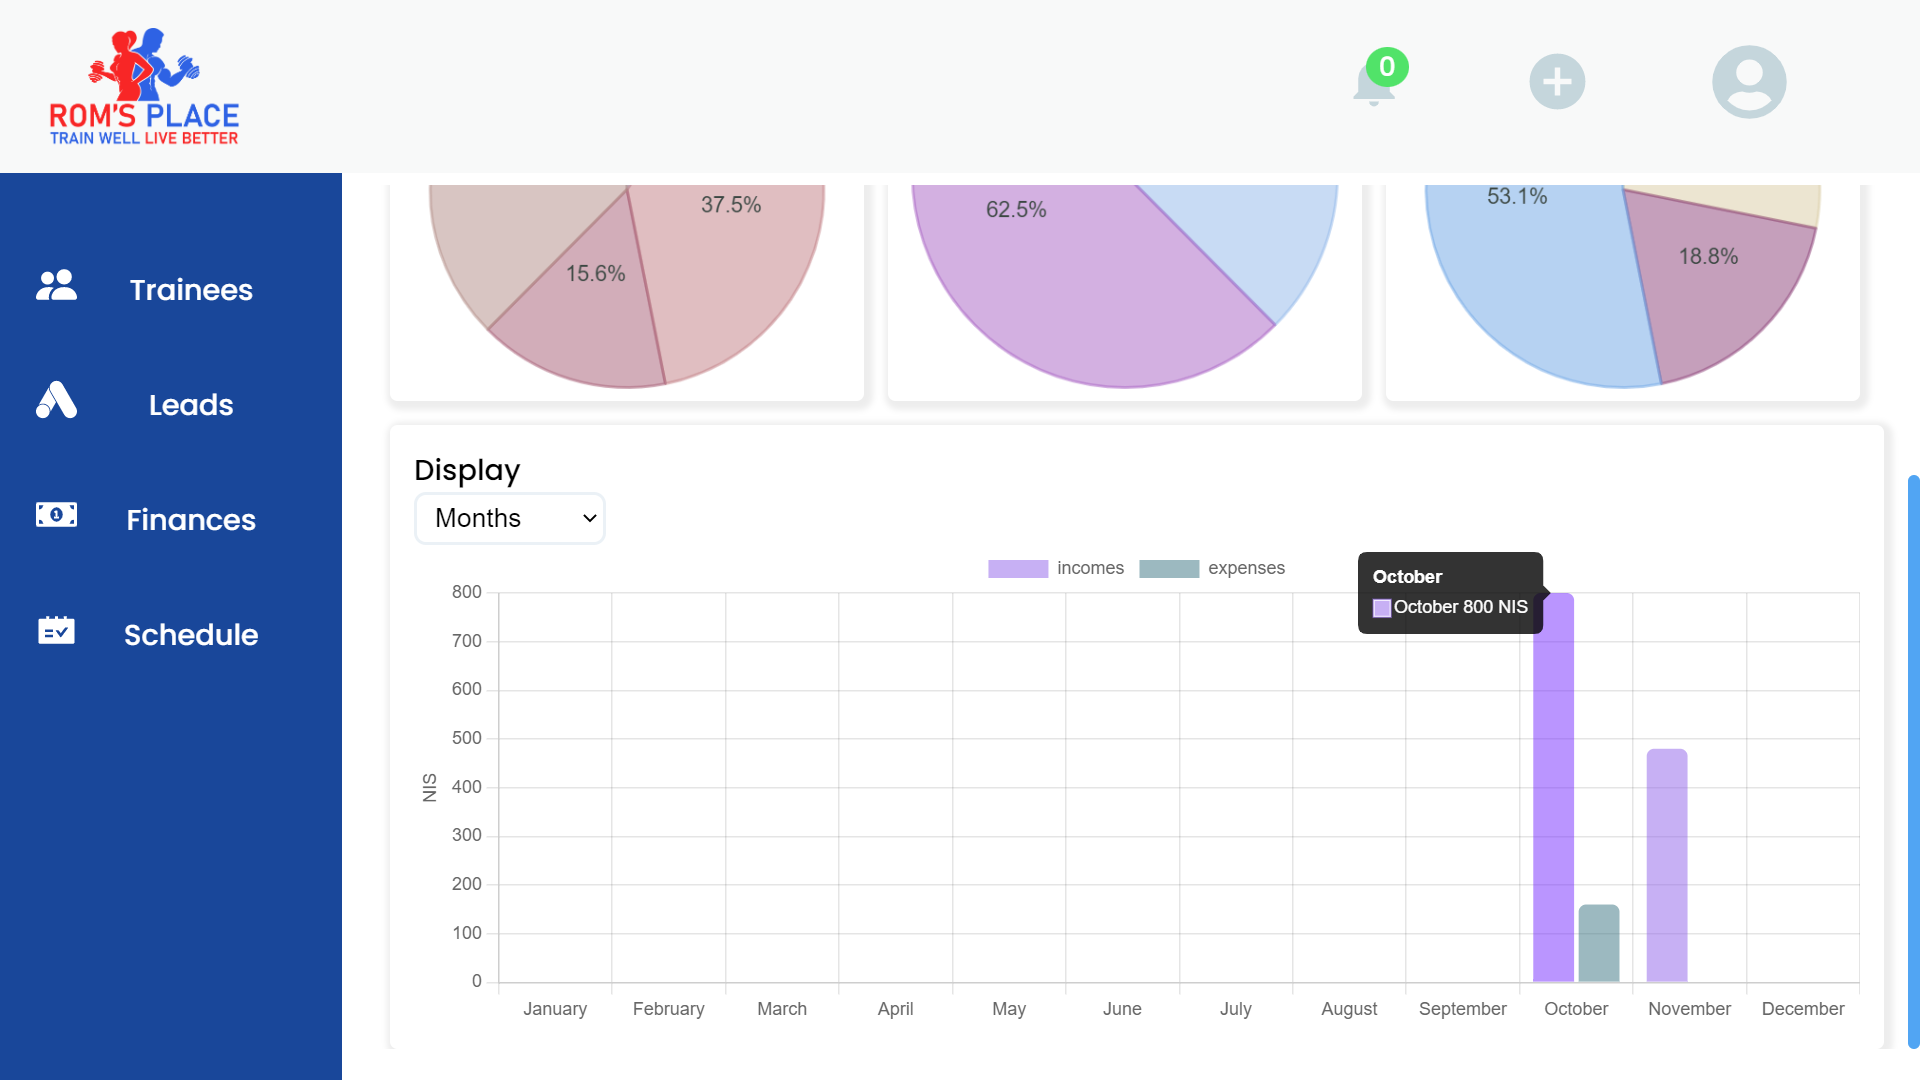 0
ROM'S PLACE
TRAIN WELL LIVE BETTER
Trainees
Leads
Finances
Schedule
37.5%
15.6%
62.5%
53.1%
18.8%
Display
Months
incomes
expenses
October
October 800 NIS
NIS
800
700
600
500
400
300
200
100
0
January
February
March
April
May
June
July
August
September
October
November
December